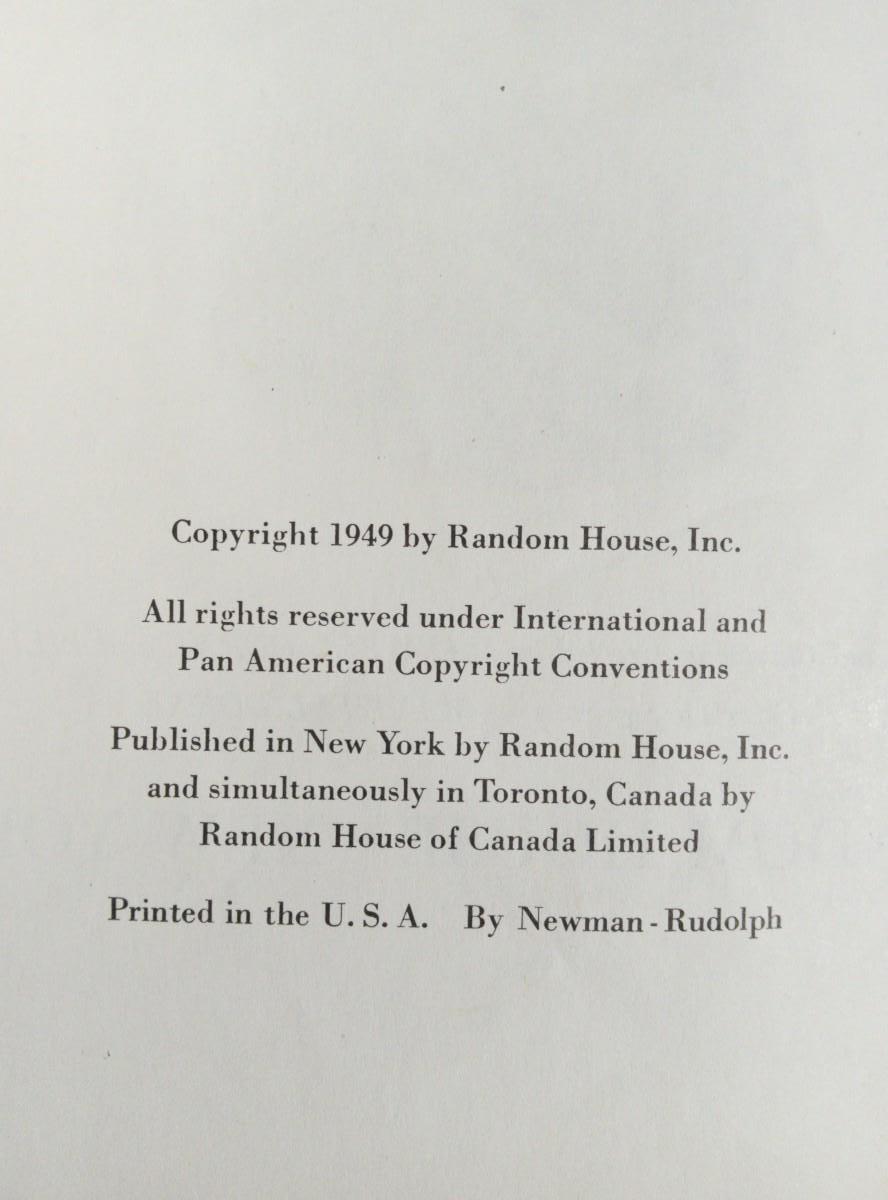 Copyright 1949 by Random House, Inc.
All rights reserved under International and
Pan American Copyright Conventions
Published in New York by Random House, Inc.
and simultaneously in Toronto, Canada by
Random House of Canada Limited
Printed in the U. S. A. By Newman - Rudolph